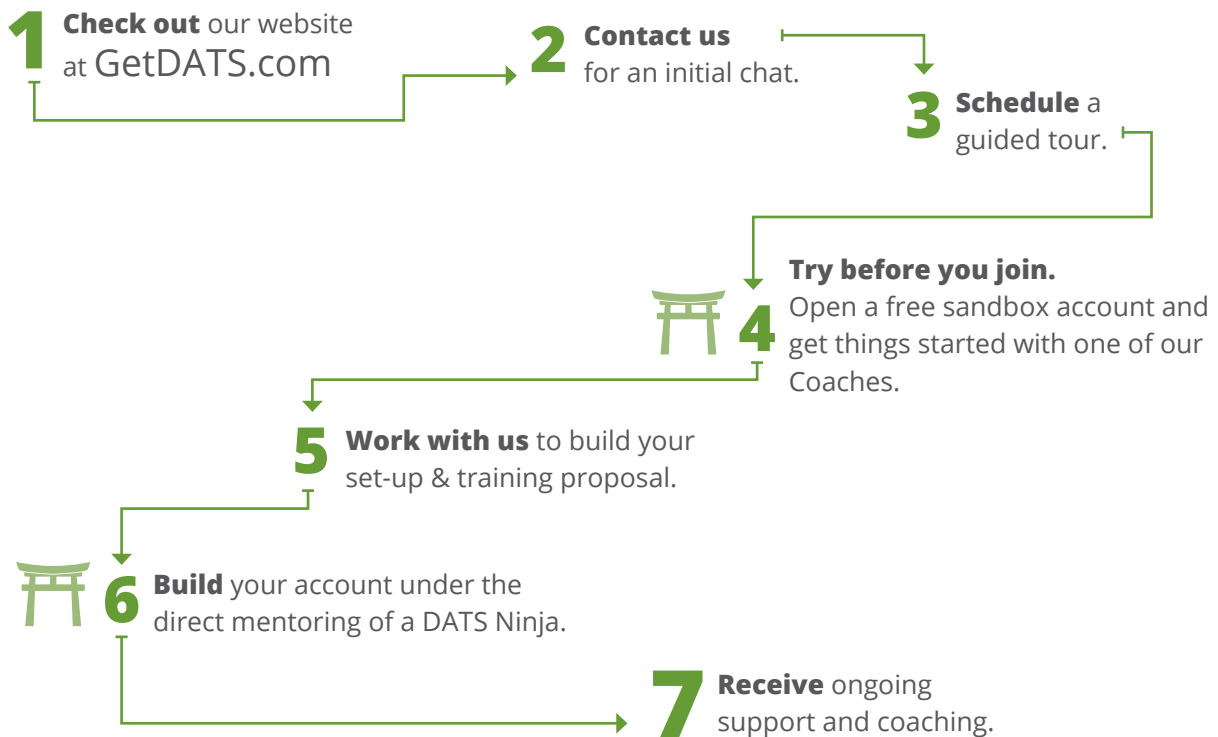 1 Check out our website
at GetDATS.com
2 Contact us
for an initial chat.
3 Schedule a
guided tour.
4 Try before you join.
Open a free sandbox account and
get things started with one of our
Coaches.
5 Work with us to build your
set-up & training proposal.
6 Build your account under the
direct mentoring of a DATS Ninja.
7 Receive ongoing
support and coaching.